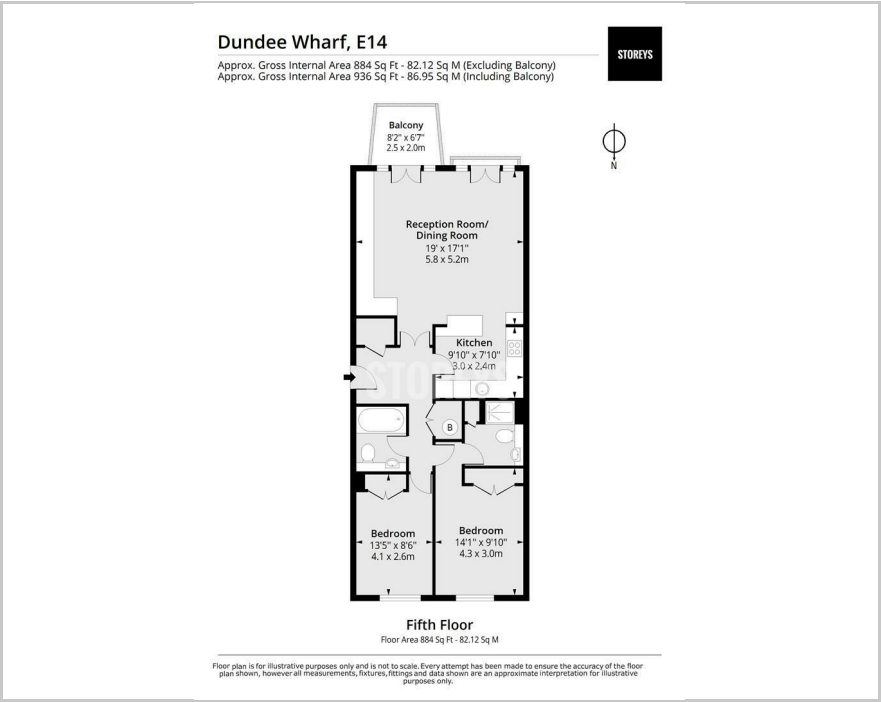 Dundee Wharf, E14
Approx. Gross Internal Area 884 Sq Ft - 82.12 Sq M (Excluding Balcony)
Approx. Gross Internal Area 936 Sq Ft - 86.95 Sq M (Including Balcony)
STOREYS
Balcony
8'2" x 6'7"
2.5 x 2.0m
N
Reception Room/
Dining Room
19' x 17'1"
5.8 x 5.2m
Kitchen
9'10" x 7'10"
3.0 x 2.4m
STOREYS
B
Bedroom
13'5" x 8'6"
4.1 x 2.6m
Bedroom
14'1" x 9'10"
4.3 x 3.0m
Fifth Floor
Floor Area 884 Sq Ft - 82.12 Sq M
Floor plan is for illustrative purposes only and is not to scale. Every attempt has been made to ensure the accuracy of the floor
plan shown, however all measurements, fixtures, fittings and data shown are an approximate interpretation for illustrative
purposes only.